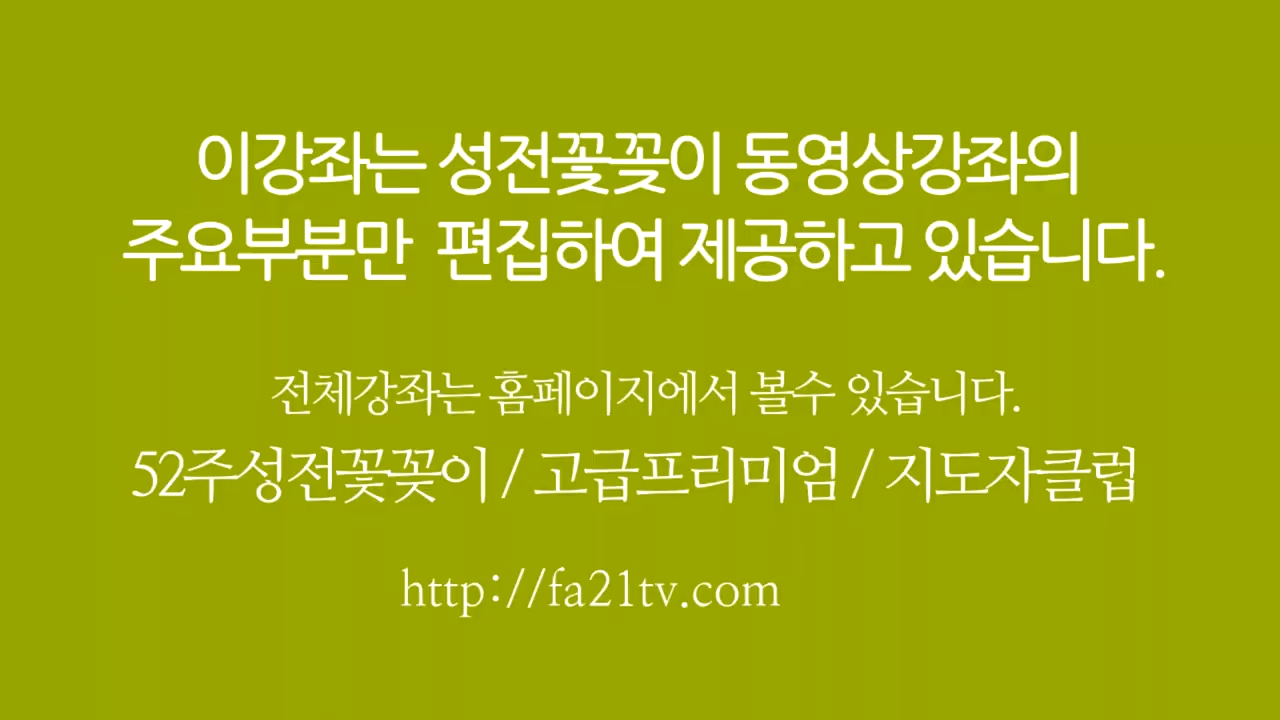 이강좌는 성전꽃꽂이 동영상강좌의
주요부분만 편집하여 제공하고 있습니다.
전체강좌는 홈페이지에서 볼수 있습니다.
52주성전꽃꽂이 / 고급프리미엄 / 지도자클럽
http://fa21tv.com